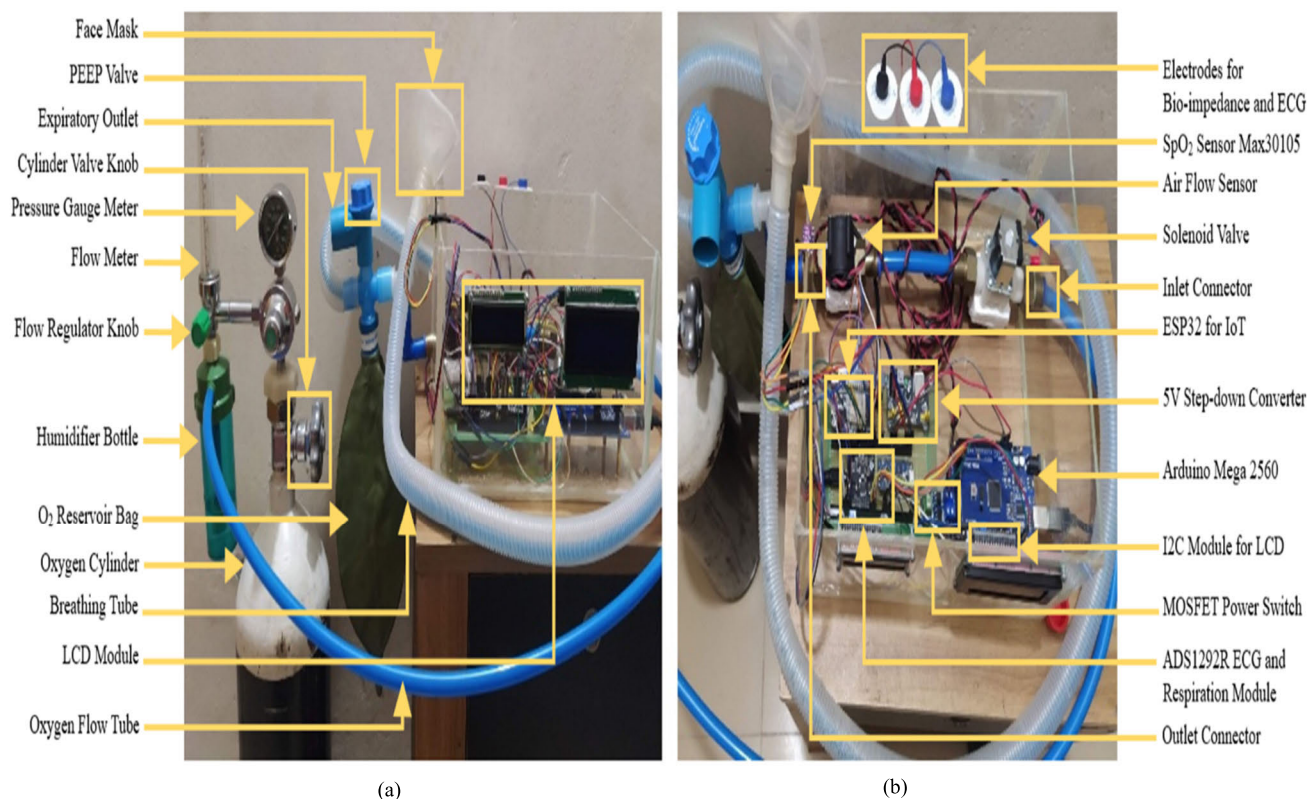 Face Mask
PEEP Valve
Expiratory Outlet
Cylinder Valve Knob
Pressure Gauge Meter
Flow Meter
Flow Regulator Knob
Humidifier Bottle
O₂ Reservoir Bag
Oxygen Cylinder
Breathing Tube
LCD Module
Oxygen Flow Tube
(a)
Electrodes for
Bio-impedance and ECG
SpO₂ Sensor Max30105
Air Flow Sensor
Solenoid Valve
Inlet Connector
ESP32 for IoT
5V Step-down Converter
Arduino Mega 2560
I2C Module for LCD
MOSFET Power Switch
ADS1292R ECG and
Respiration Module
Outlet Connector
(b)